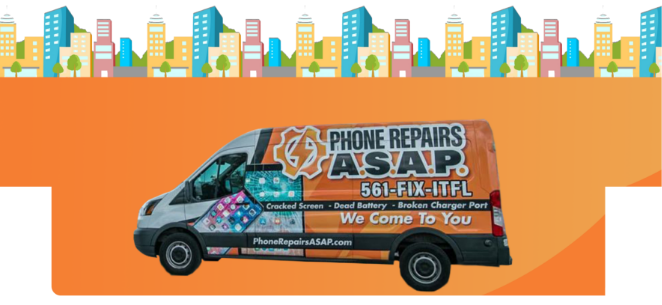 PHONE REPAIRS
A.S.A.P.
561-FIX-ITFL
Cracked Screen - Dead Battery - Broken Charger Port
We Come To You
PhoneRepairsASAP.com